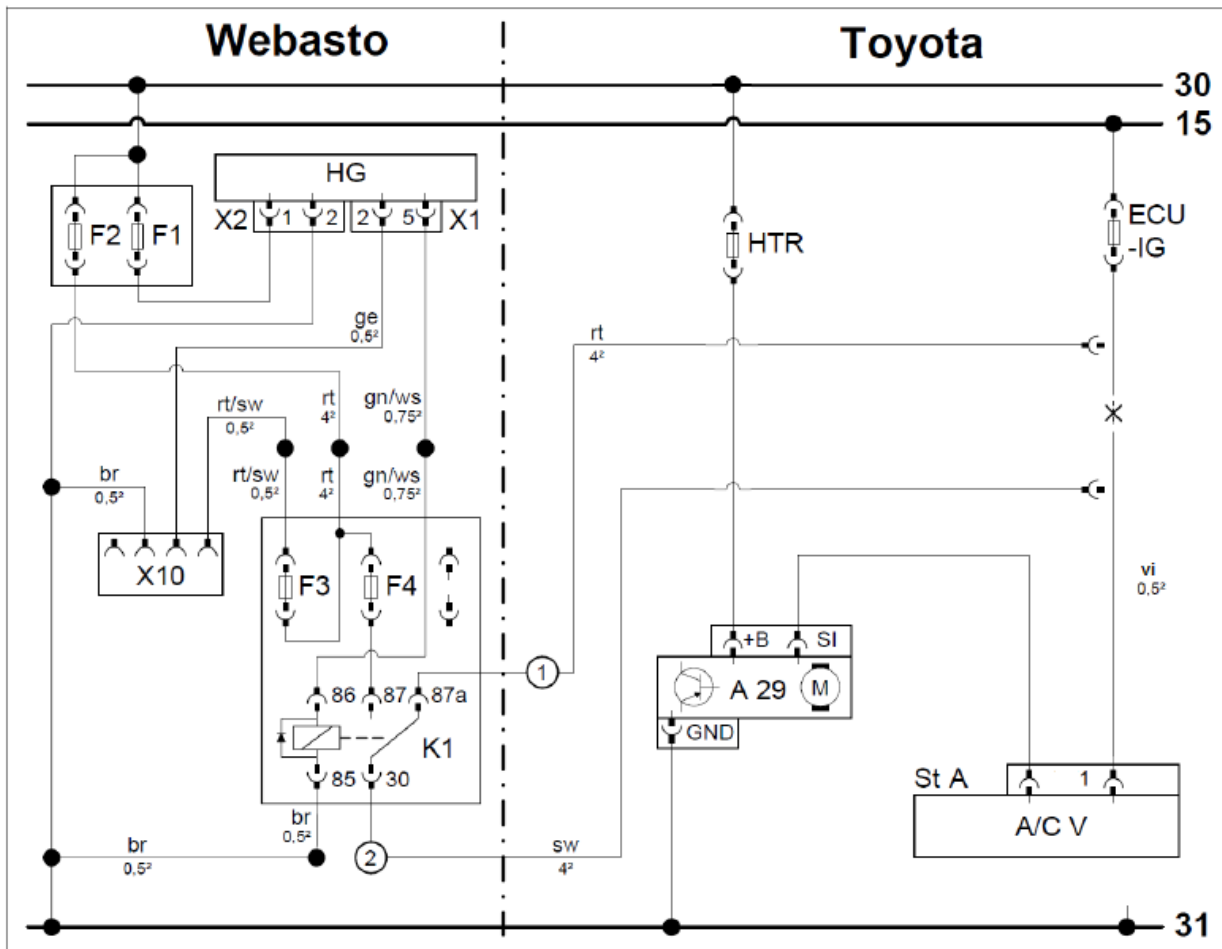 Webasto
Toyota
30
15
HG
X2 1 2 2 5 X1
F2 F1
HTR
ECU
-IG
ge
0,5²
rt
4²
rt/sw
0,5²
rt
4²
gn/ws
0,75²
br
0,5²
rt/sw
0,5²
rt
4²
gn/ws
0,75²
X10
F3 F4
vi
0,5²
+B SI
A 29 M
GND
1
86 87 87a
K1
85 30
br
0,5²
St A 1
A/C V
br
0,5²
2
sw
4²
31